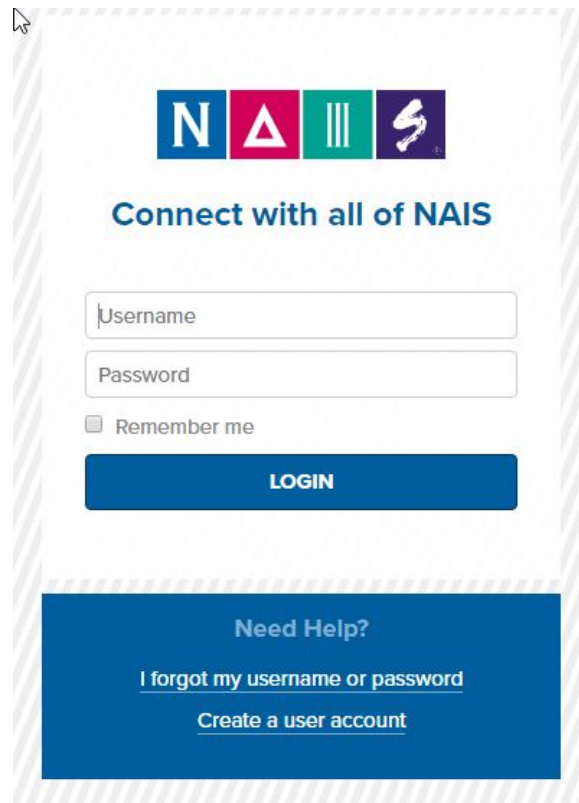 NAIS
Connect with all of NAIS
Username
Password
Remember me
LOGIN
Need Help?
I forgot my username or password
Create a user account